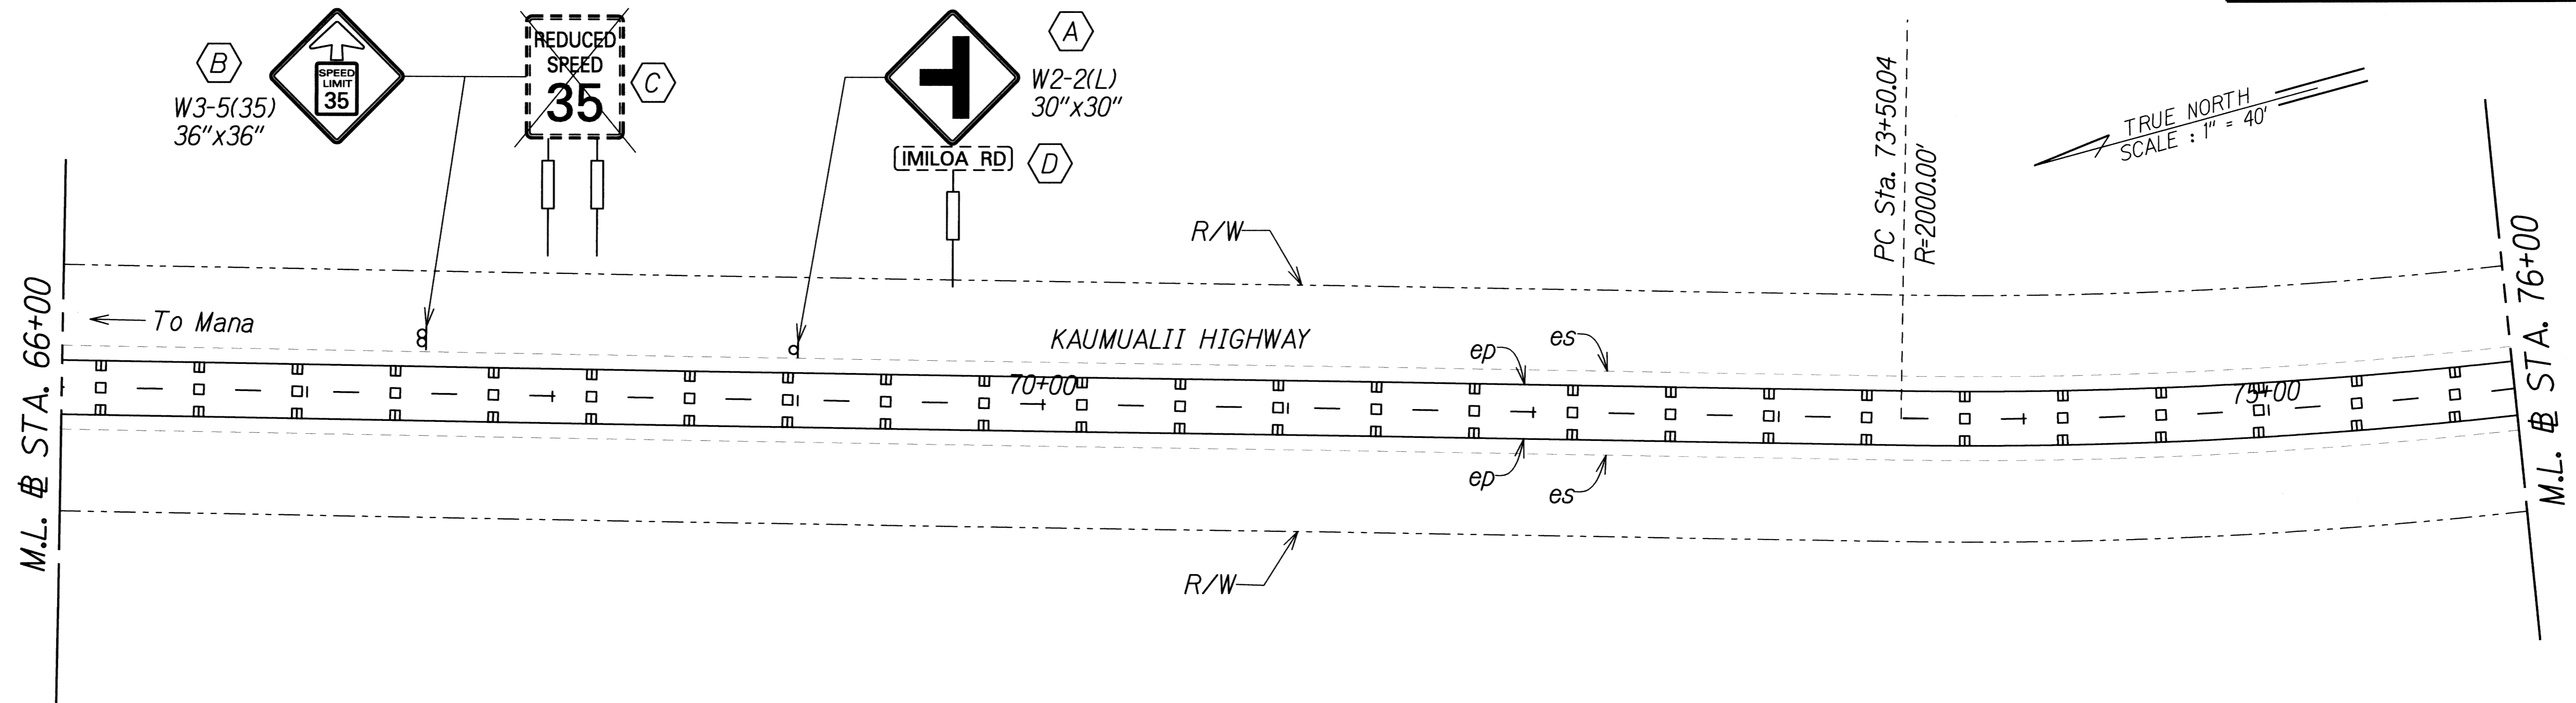 B
W3-5(35)
36"x36"
SPEED
LIMIT
35
REDUCED
SPEED
35
C
A
W2-2(L)
30"x30"
IMILOA RD
D
PC Sta. 73+50.04
R=2000.00'
TRUE NORTH
SCALE : 1" = 40'
R/W
M.L. B STA. 66+00
To Mana
KAUMUALII HIGHWAY
ep
es
70+00
75+00
ep
es
R/W
M.L. B STA. 76+00